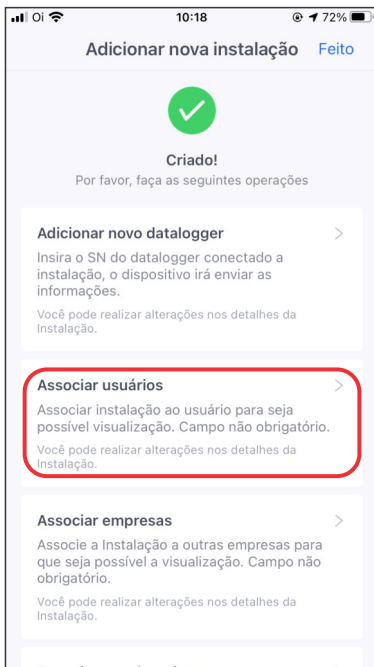 Oi 10:18 72%
Adicionar nova instalação Feito
Criado!
Por favor, faça as seguintes operações
Adicionar novo datalogger
Insira o SN do datalogger conectado a
instalação, o dispositivo irá enviar as
informações.
Você pode realizar alterações nos detalhes da
Instalação.
Associar usuários
Associar instalação ao usuário para seja
possível visualização. Campo não obrigatório.
Você pode realizar alterações nos detalhes da
Instalação.
Associar empresas
Associe a Instalação a outras empresas para
que seja possível a visualização. Campo não
obrigatório.
Você pode realizar alterações nos detalhes da
Instalação.